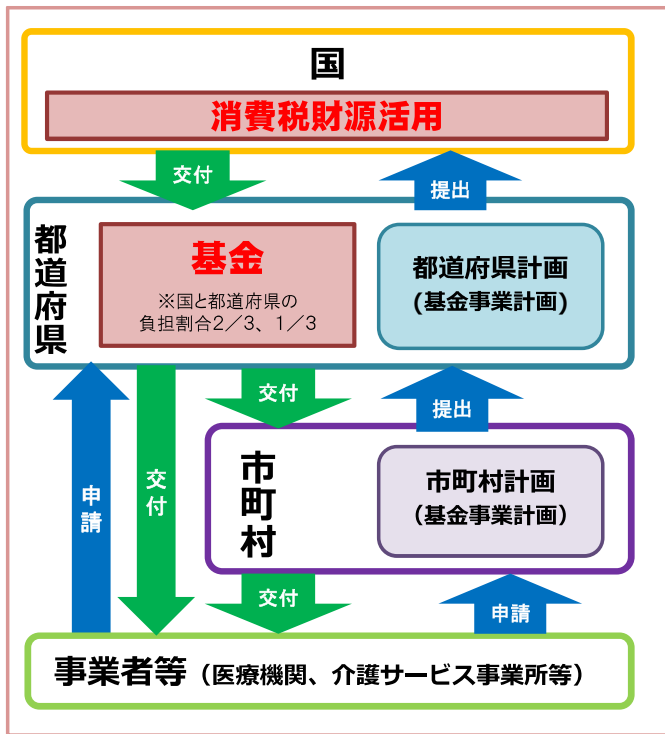 国
消費税財源活用
交付
提出
都道府県
基金
※国と都道府県の
負担割合2／3、1／3
都道府県計画
(基金事業計画)
交付
提出
申請
交付
市町村
市町村計画
（基金事業計画）
交付
申請
事業者等（医療機関、介護サービス事業所等）